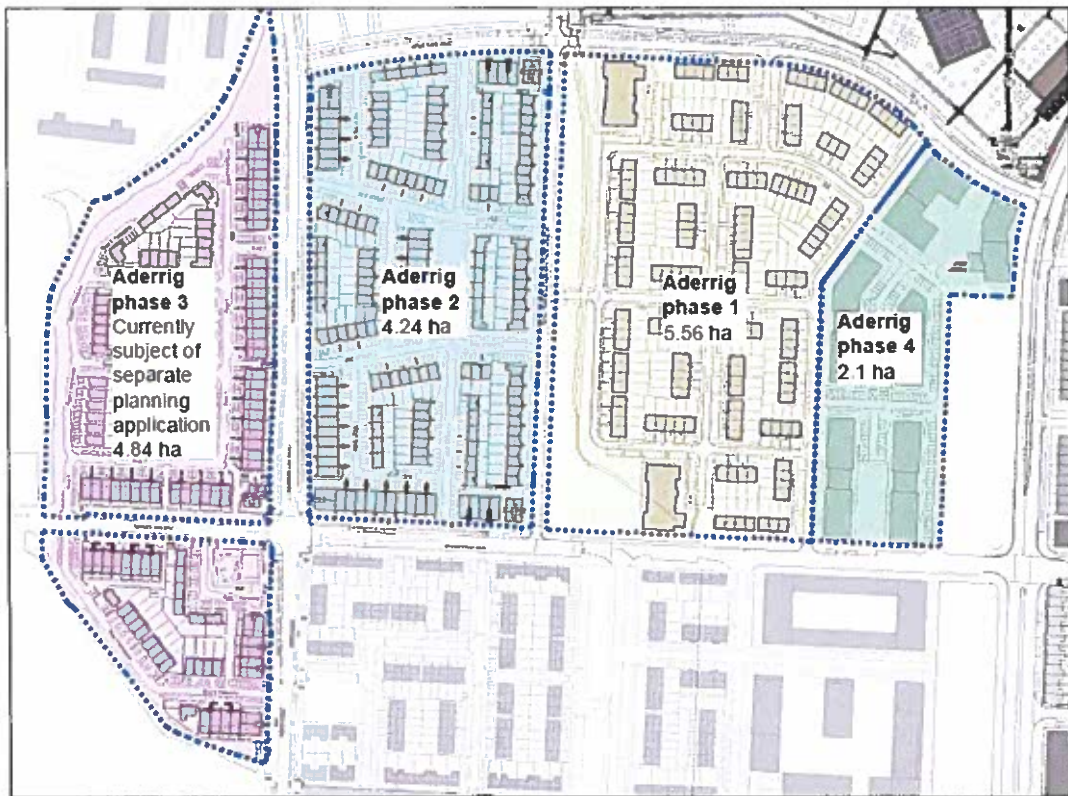 Aderrig
phase 3
Currently
subject of
separate
planning
application
4.84 ha
Aderrig
phase 2
4.24 ha
Aderrig
phase 1
5.56 ha
Aderrig
phase 4
2.1 ha